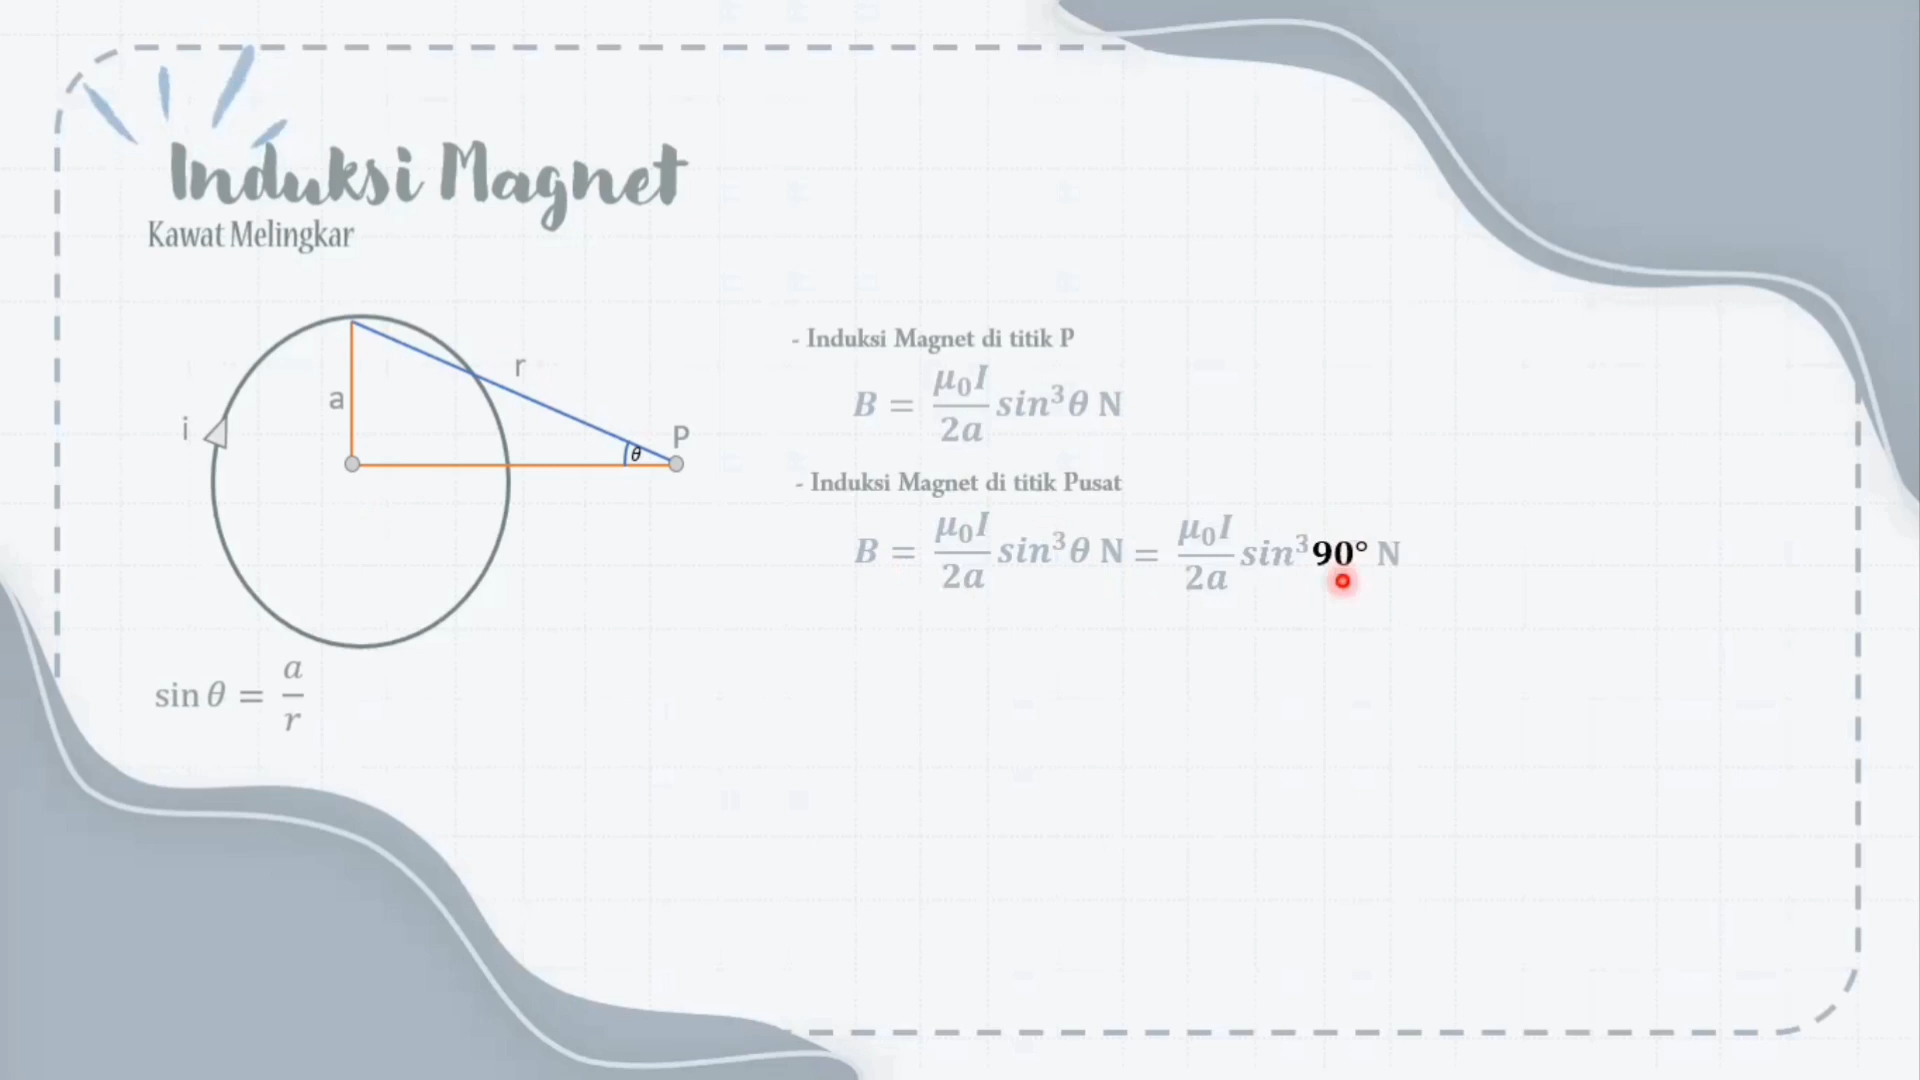 Induksi Magnet
Kawat Melingkar
- Induksi Magnet di titik P
B = μ₀I/2a sin³θ N
- Induksi Magnet di titik Pusat
B = μ₀I/2a sin³θ N = μ₀I/2a sin³90° N
i
a
r
P
θ
sin θ = a/r